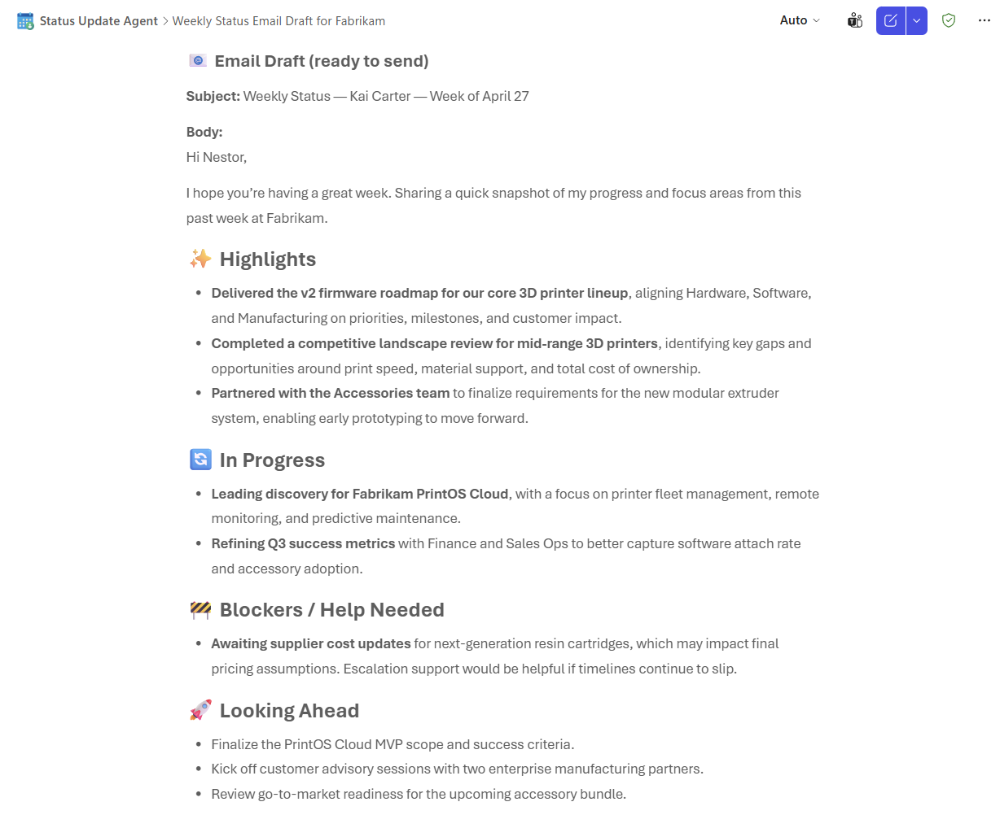 Status Update Agent > Weekly Status Email Draft for Fabrikam
Auto
Email Draft (ready to send)
Subject: Weekly Status — Kai Carter — Week of April 27
Body:
Hi Nestor,
I hope you’re having a great week. Sharing a quick snapshot of my progress and focus areas from this
past week at Fabrikam.
Highlights
• Delivered the v2 firmware roadmap for our core 3D printer lineup, aligning Hardware, Software,
and Manufacturing on priorities, milestones, and customer impact.
• Completed a competitive landscape review for mid-range 3D printers, identifying key gaps and
opportunities around print speed, material support, and total cost of ownership.
• Partnered with the Accessories team to finalize requirements for the new modular extruder
system, enabling early prototyping to move forward.
In Progress
• Leading discovery for Fabrikam PrintOS Cloud, with a focus on printer fleet management, remote
monitoring, and predictive maintenance.
• Refining Q3 success metrics with Finance and Sales Ops to better capture software attach rate
and accessory adoption.
Blockers / Help Needed
• Awaiting supplier cost updates for next-generation resin cartridges, which may impact final
pricing assumptions. Escalation support would be helpful if timelines continue to slip.
Looking Ahead
• Finalize the PrintOS Cloud MVP scope and success criteria.
• Kick off customer advisory sessions with two enterprise manufacturing partners.
• Review go-to-market readiness for the upcoming accessory bundle.